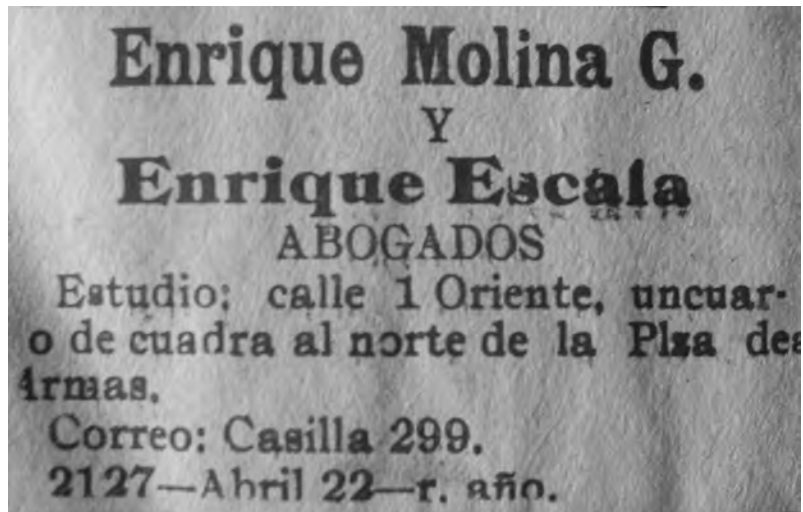 Enrique Molina G.
Y
Enrique Escala
ABOGADOS
Estudio: calle 1 Oriente, uncuar-
o de cuadra al norte de la Plza des
Armas.
Correo: Casilla 299.
2127—Abril 22—r. año.